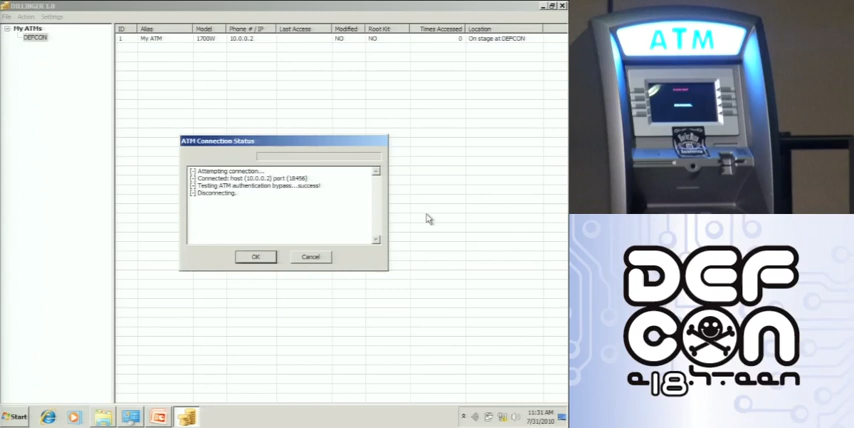 DILLINGER 1.0
File Action Settings
My ATMs
DEFCON
ID Alias Model Phone # / IP Last Access Modified Root Kit Times Accessed Location
1 My ATM 1700W 10.0.0.2 NO NO 0 On stage at DEFCON
ATM Connection Status
[-] Attempting connection...
[-] Connected: host (10.0.0.2) port (18456)
[-] Testing ATM authentication bypass...success!
[-] Disconnecting.
OK Cancel
Start
11:31 AM
7/31/2010
ATM
DEF
CON
e18h-teen